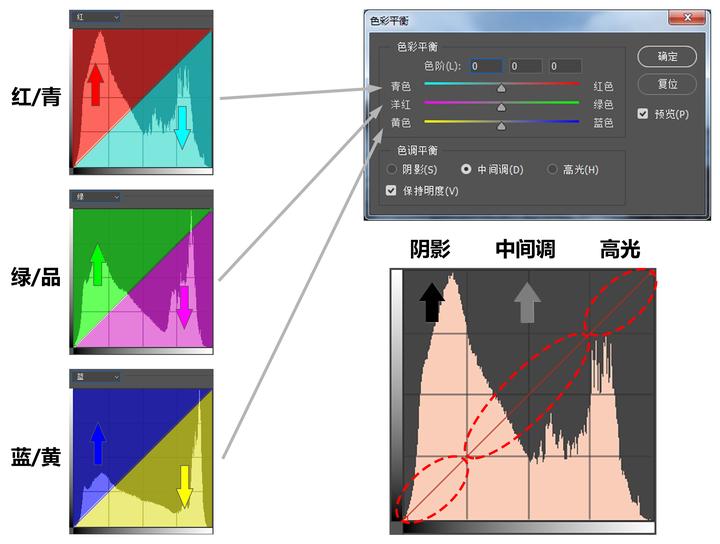 红
红/青
绿
绿/品
蓝
蓝/黄
色彩平衡
色彩平衡
色阶(L): 0 0 0
青色 红色
洋红 绿色
黄色 蓝色
色调平衡
阴影(S) 中间调(D) 高光(H)
保持明度(V)
确定
复位
预览(P)
阴影 中间调 高光